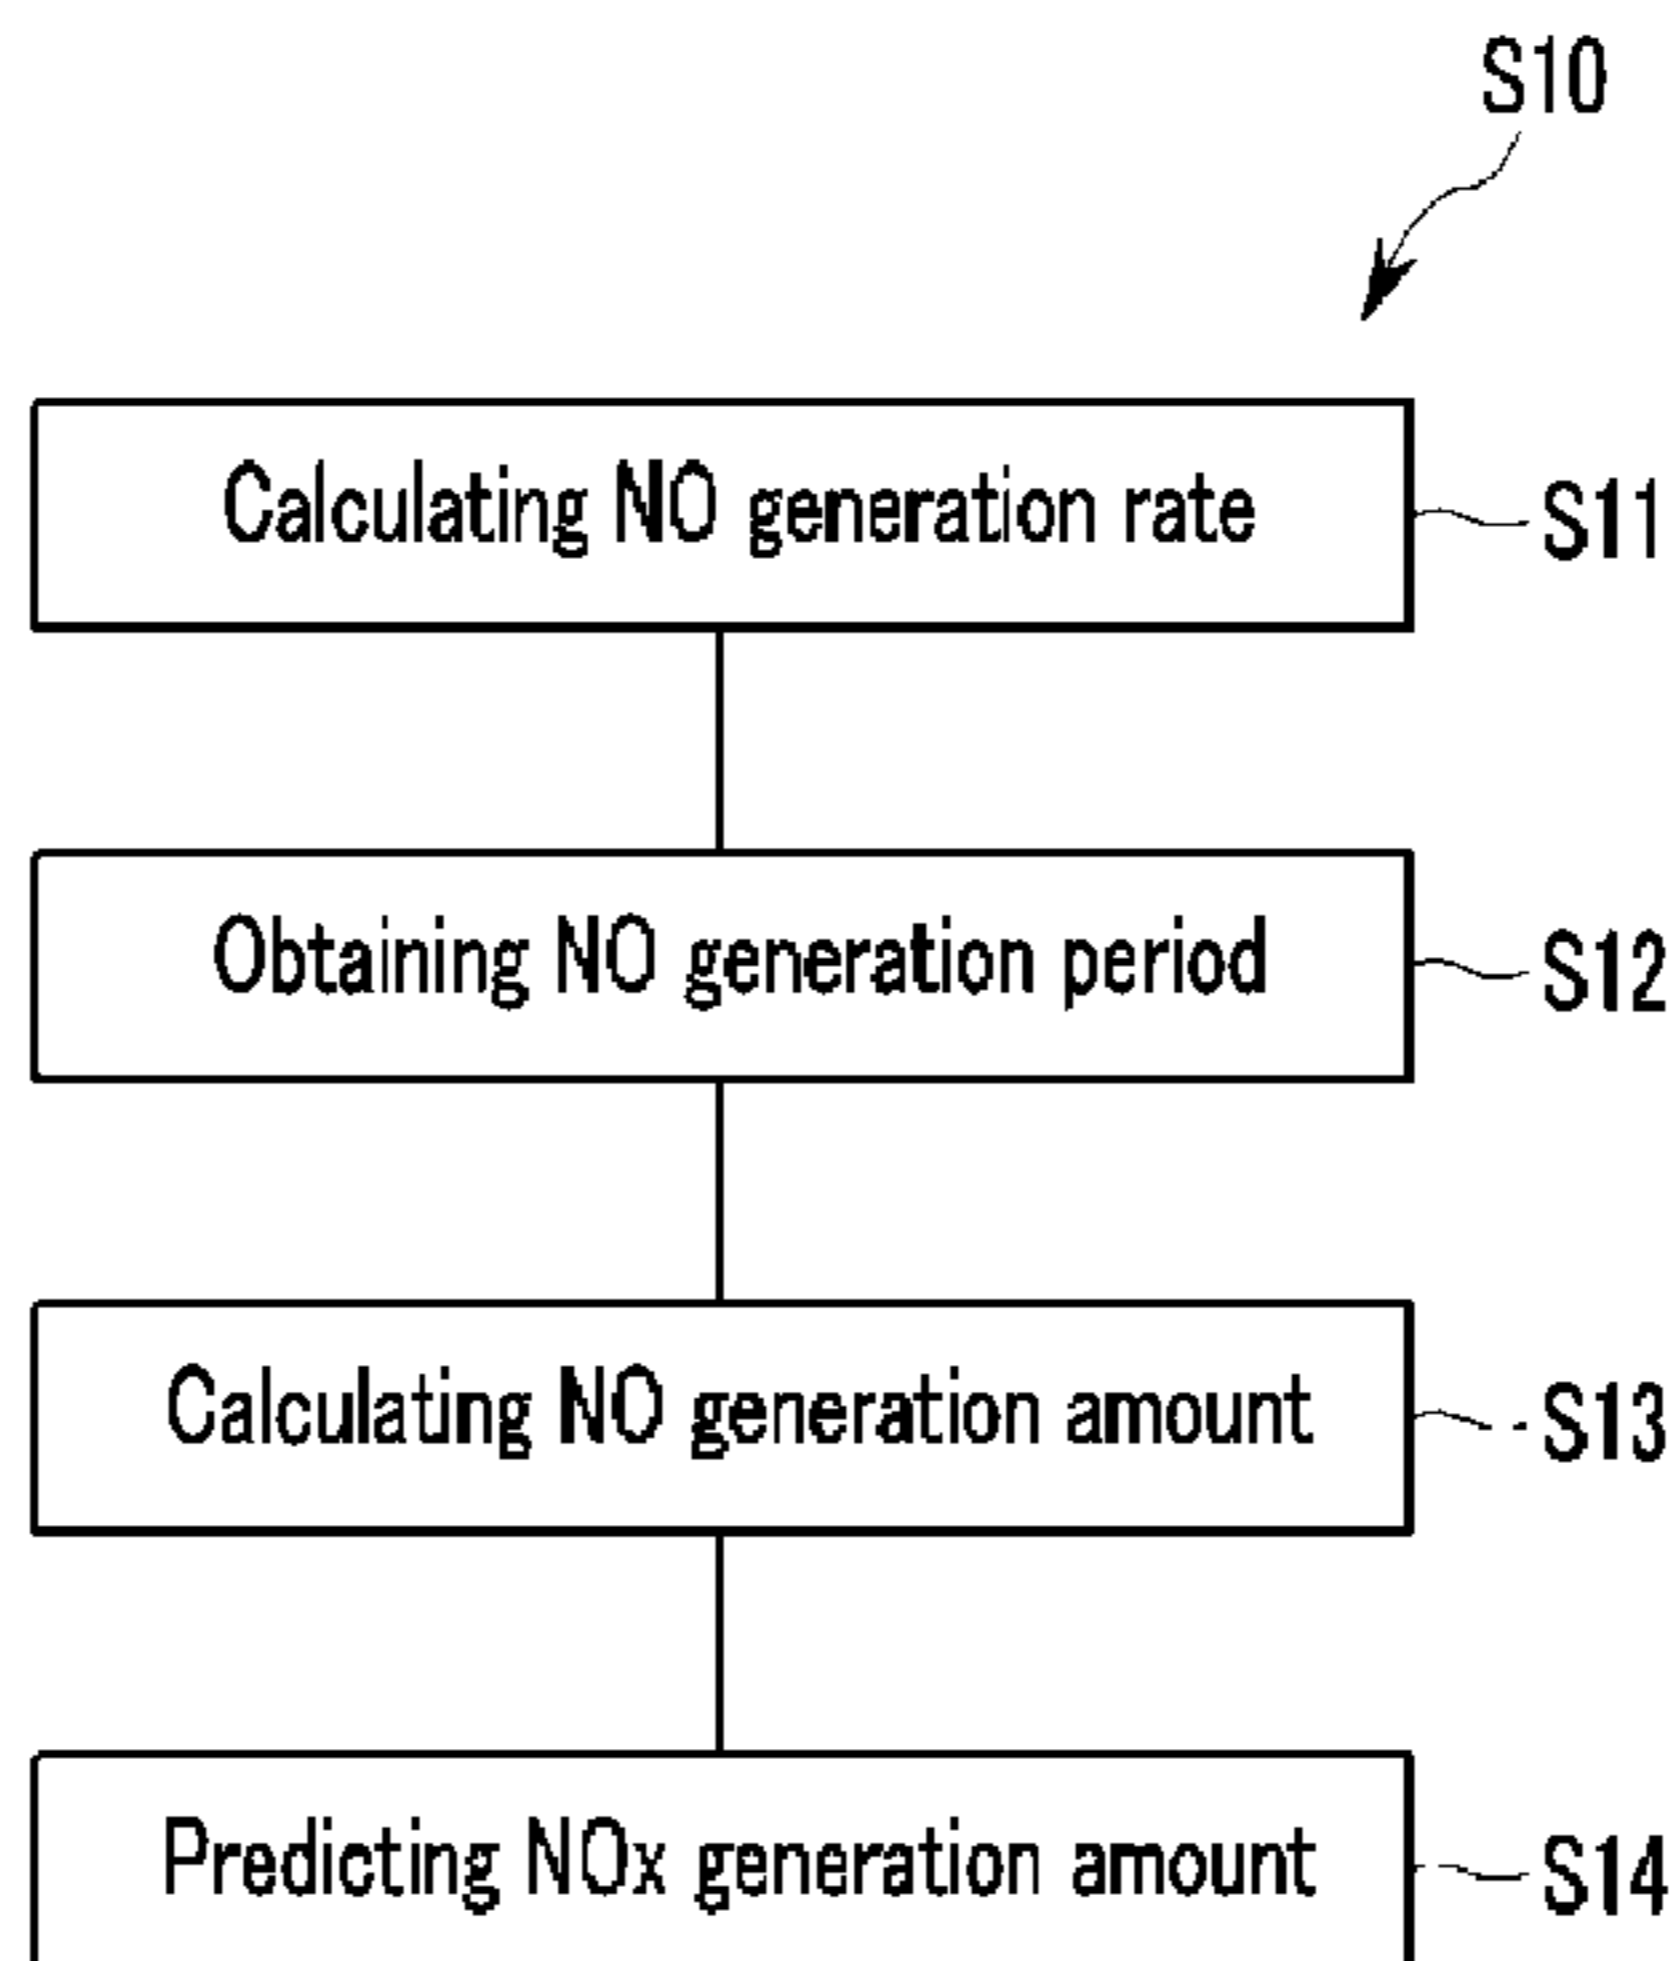 S10
Calculating NO generation rate
S11
Obtaining NO generation period
S12
Calculating NO generation amount
S13
Predicting NOx generation amount
S14